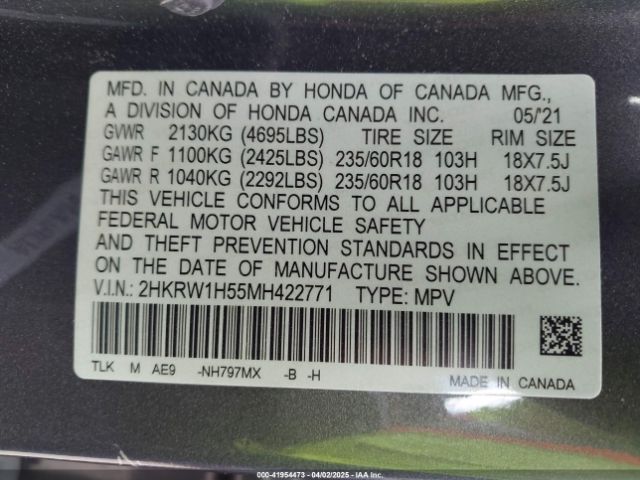 MFD. IN CANADA BY HONDA OF CANADA MFG.,
A DIVISION OF HONDA CANADA INC. 05/'21
GVWR 2130KG (4695LBS) TIRE SIZE RIM SIZE
GAWR F 1100KG (2425LBS) 235/60R18 103H 18X7.5J
GAWR R 1040KG (2292LBS) 235/60R18 103H 18X7.5J
THIS VEHICLE CONFORMS TO ALL APPLICABLE
FEDERAL MOTOR VEHICLE SAFETY
AND THEFT PREVENTION STANDARDS IN EFFECT
ON THE DATE OF MANUFACTURE SHOWN ABOVE.
V.I.N.: 2HKRW1H55MH422771 TYPE: MPV
TLK M AE9 -NH797MX -B -H MADE IN CANADA
000-41954473 - 04/02/2025 - IAAI.com